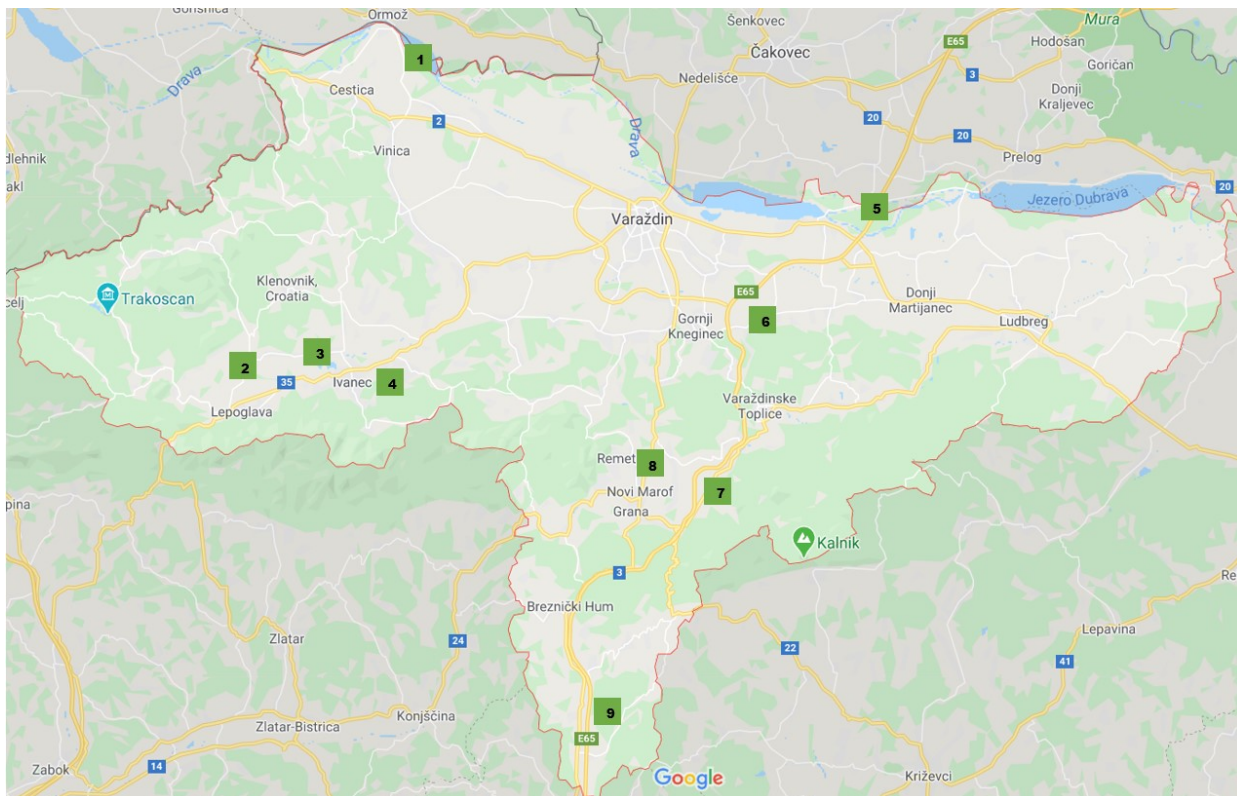 Gorišnica
Ormož
Šenkovec
Mura
1
E65
Hodošan
Čakovec
Drava
Nedelišće
3
Goričan
Cestica
Donji
Kraljevec
2
20
Drava
20
Vinica
Prelog
dlehnik
akl
20
Jezero Dubrava
5
Varaždin
Klenovnik,
Croatia
celj
Trakoscan
E65
Donji
Martijanec
6
Gornji
Kneginec
Ludbreg
3
2
35
Ivanec
4
Varaždinske
Toplice
Lepoglava
Remet
8
Novi Marof
7
pina
Grana
Kalnik
3
Re
Breznički Hum
Zlatar
24
Lepavina
22
41
9
Konjščina
Zlatar-Bistrica
E65
Zabok
14
Google
Križevci